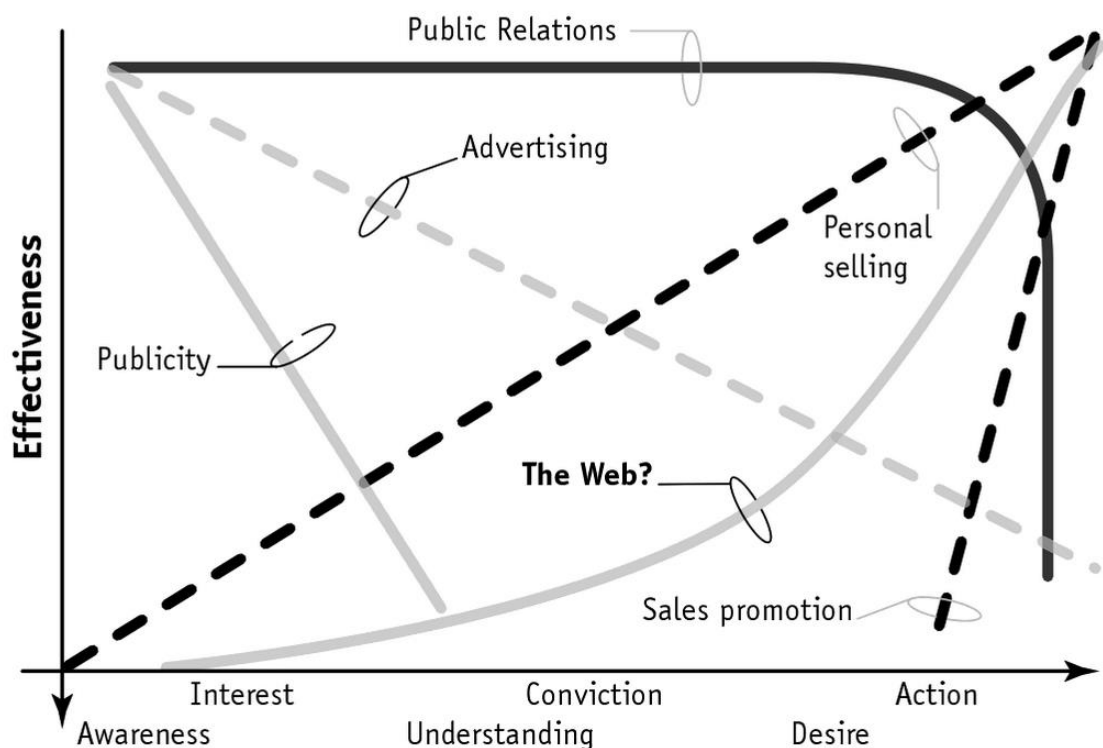 Public Relations
Advertising
Personal
selling
Effectiveness
Publicity
The Web?
Sales promotion
Interest
Conviction
Action
Awareness
Understanding
Desire